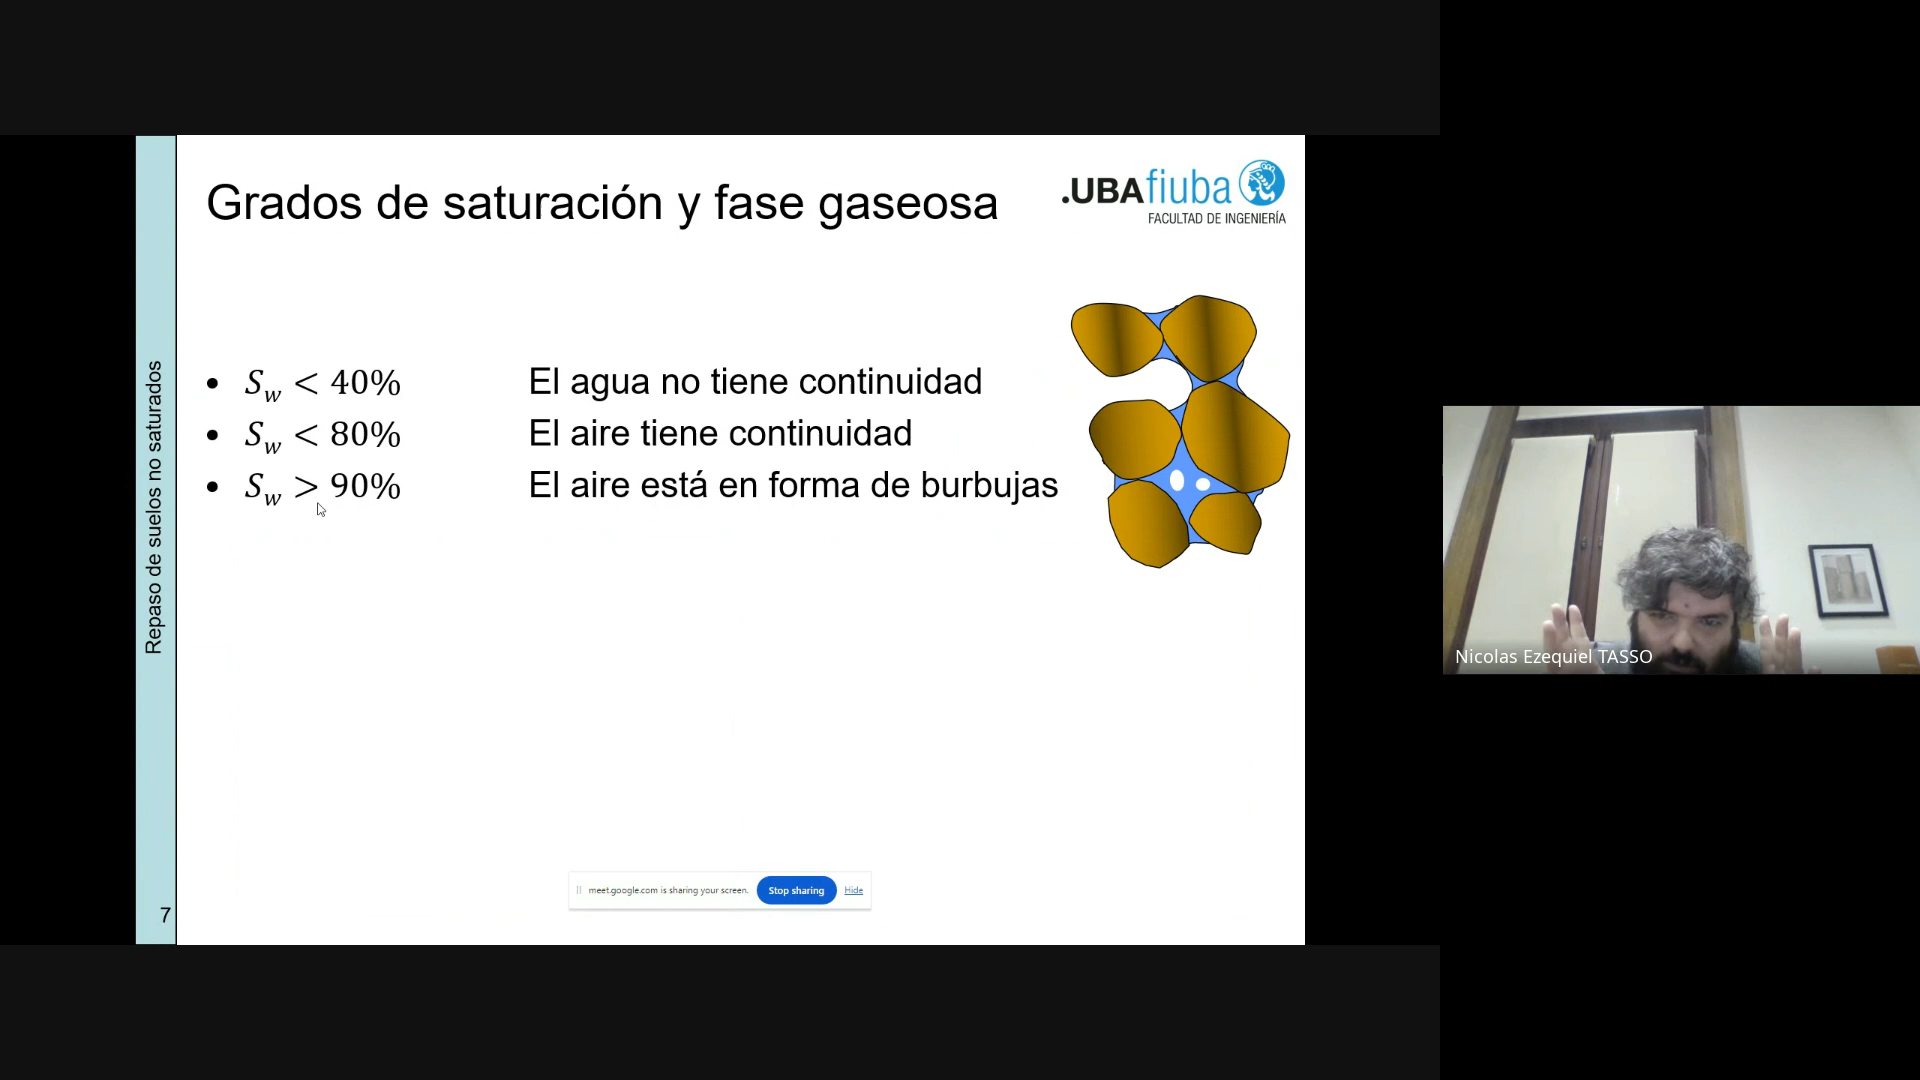 Grados de saturación y fase gaseosa
.UBAfiuba
FACULTAD DE INGENIERÍA
• S_w < 40% El agua no tiene continuidad
• S_w < 80% El aire tiene continuidad
• S_w > 90% El aire está en forma de burbujas
Repaso de suelos no saturados
7
meet.google.com is sharing your screen. Stop sharing Hide
Nicolas Ezequiel TASSO